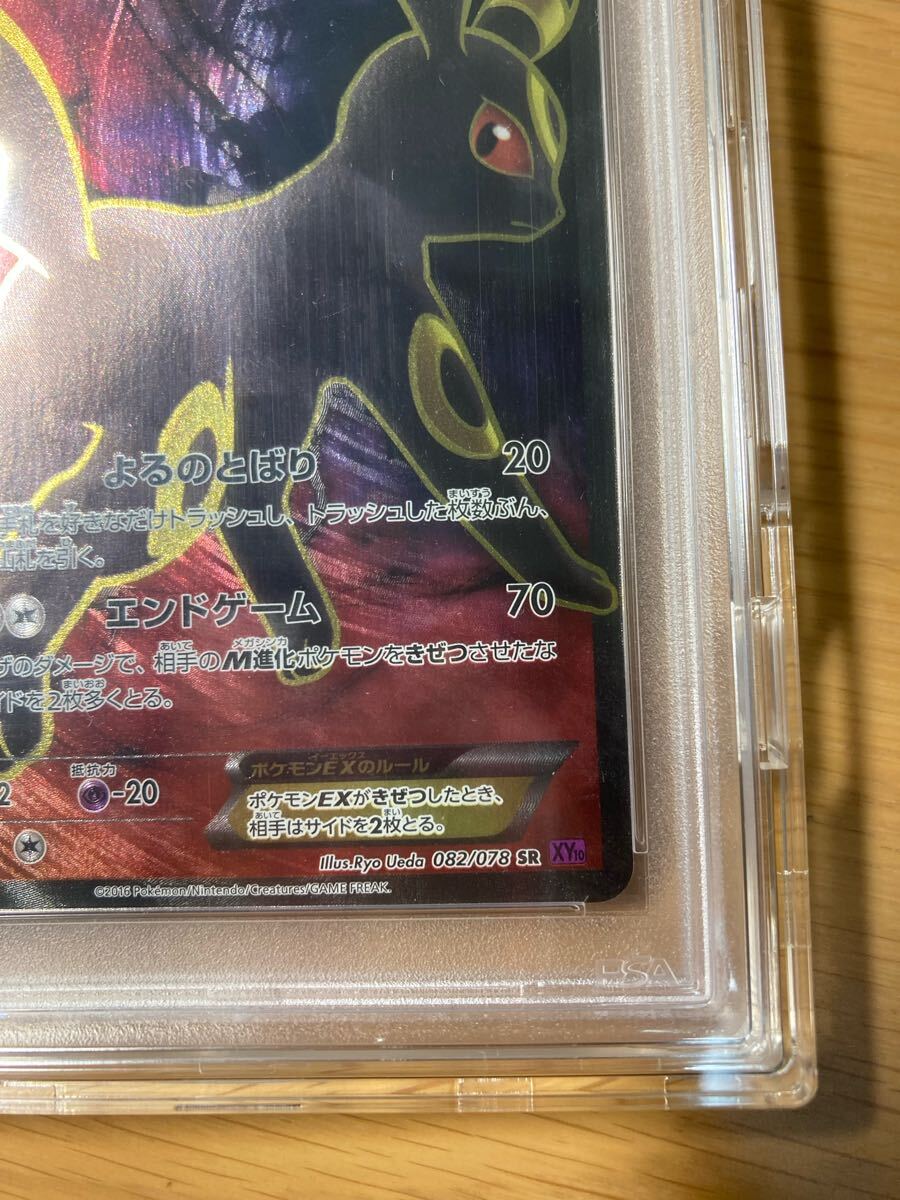 よるのとばり 20
手札を好きなだけトラッシュし、トラッシュした枚数ぶん、
山札を引く。
エンドゲーム 70
ザのダメージで、相手のM進化ポケモンをきぜつさせたな
イドを2枚多くとる。
抵抗力
2 -20
ポケモンEXのルール
ポケモンEXがきぜつしたとき、
相手はサイドを2枚とる。
Illus.Ryo Ueda 082/078 SR XY10
©2016 Pokémon/Nintendo/Creatures/GAME FREAK.
PSA